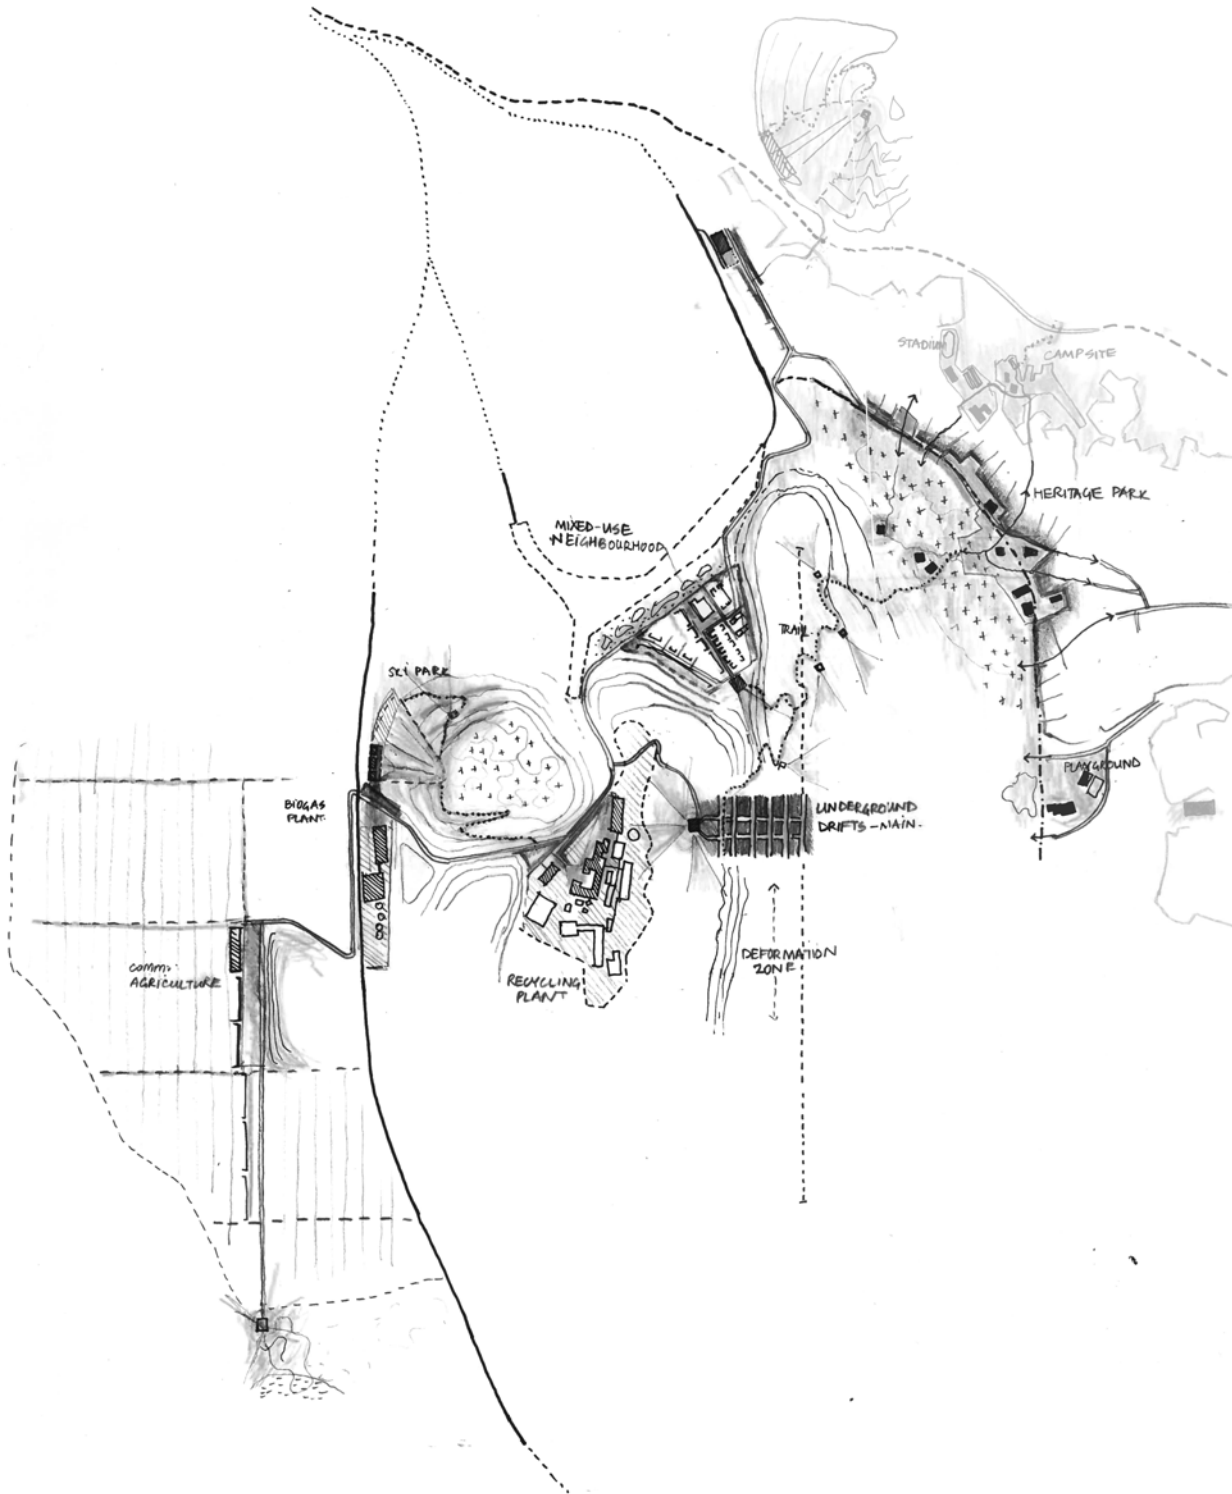 STADIUM
CAMPSITE
HERITAGE PARK
MIXED-USE
NEIGHBOURHOOD
TRAIL
SKI PARK
PLAYGROUND
BIOGAS
PLANT.
UNDERGROUND
DRIFTS-MAIN.
DEFORMATION
ZONE
COMM.
AGRICULTURE
RECYCLING
PLANT